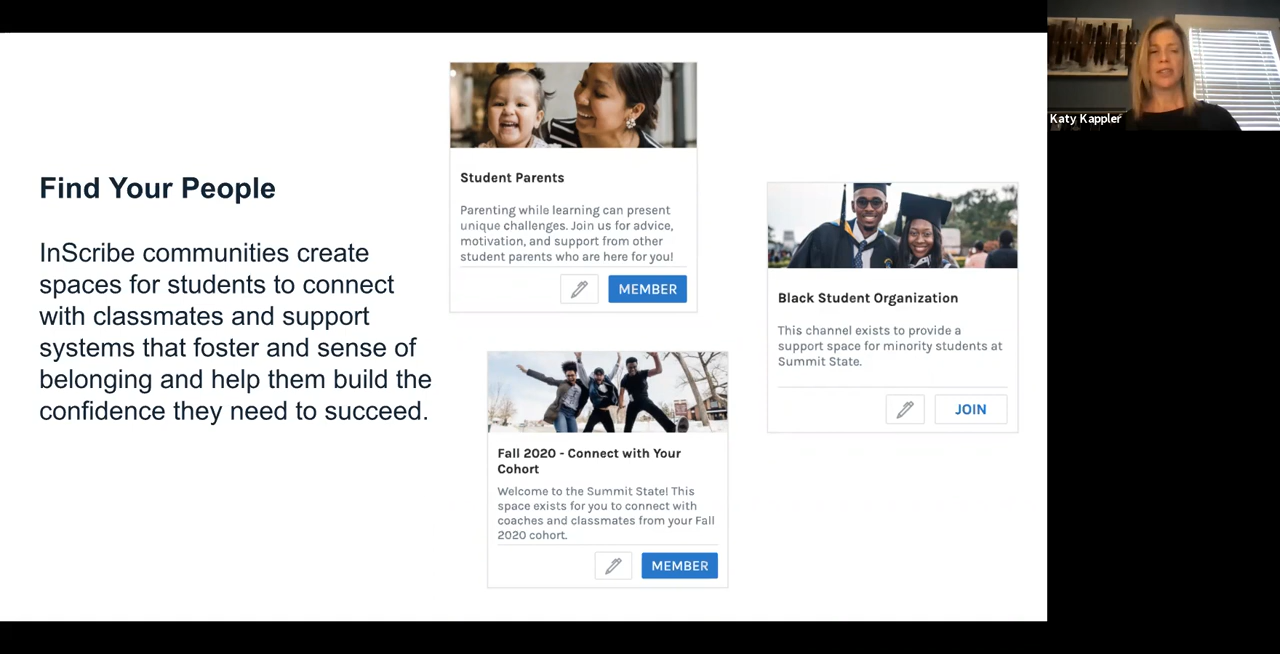 Find Your People
InScribe communities create
spaces for students to connect
with classmates and support
systems that foster and sense of
belonging and help them build the
confidence they need to succeed.
Student Parents
Parenting while learning can present
unique challenges. Join us for advice,
motivation, and support from other
student parents who are here for you!
MEMBER
Fall 2020 - Connect with Your
Cohort
Welcome to the Summit State! This
space exists for you to connect with
coaches and classmates from your Fall
2020 cohort.
MEMBER
Black Student Organization
This channel exists to provide a
support space for minority students at
Summit State.
JOIN
Katy Kappler